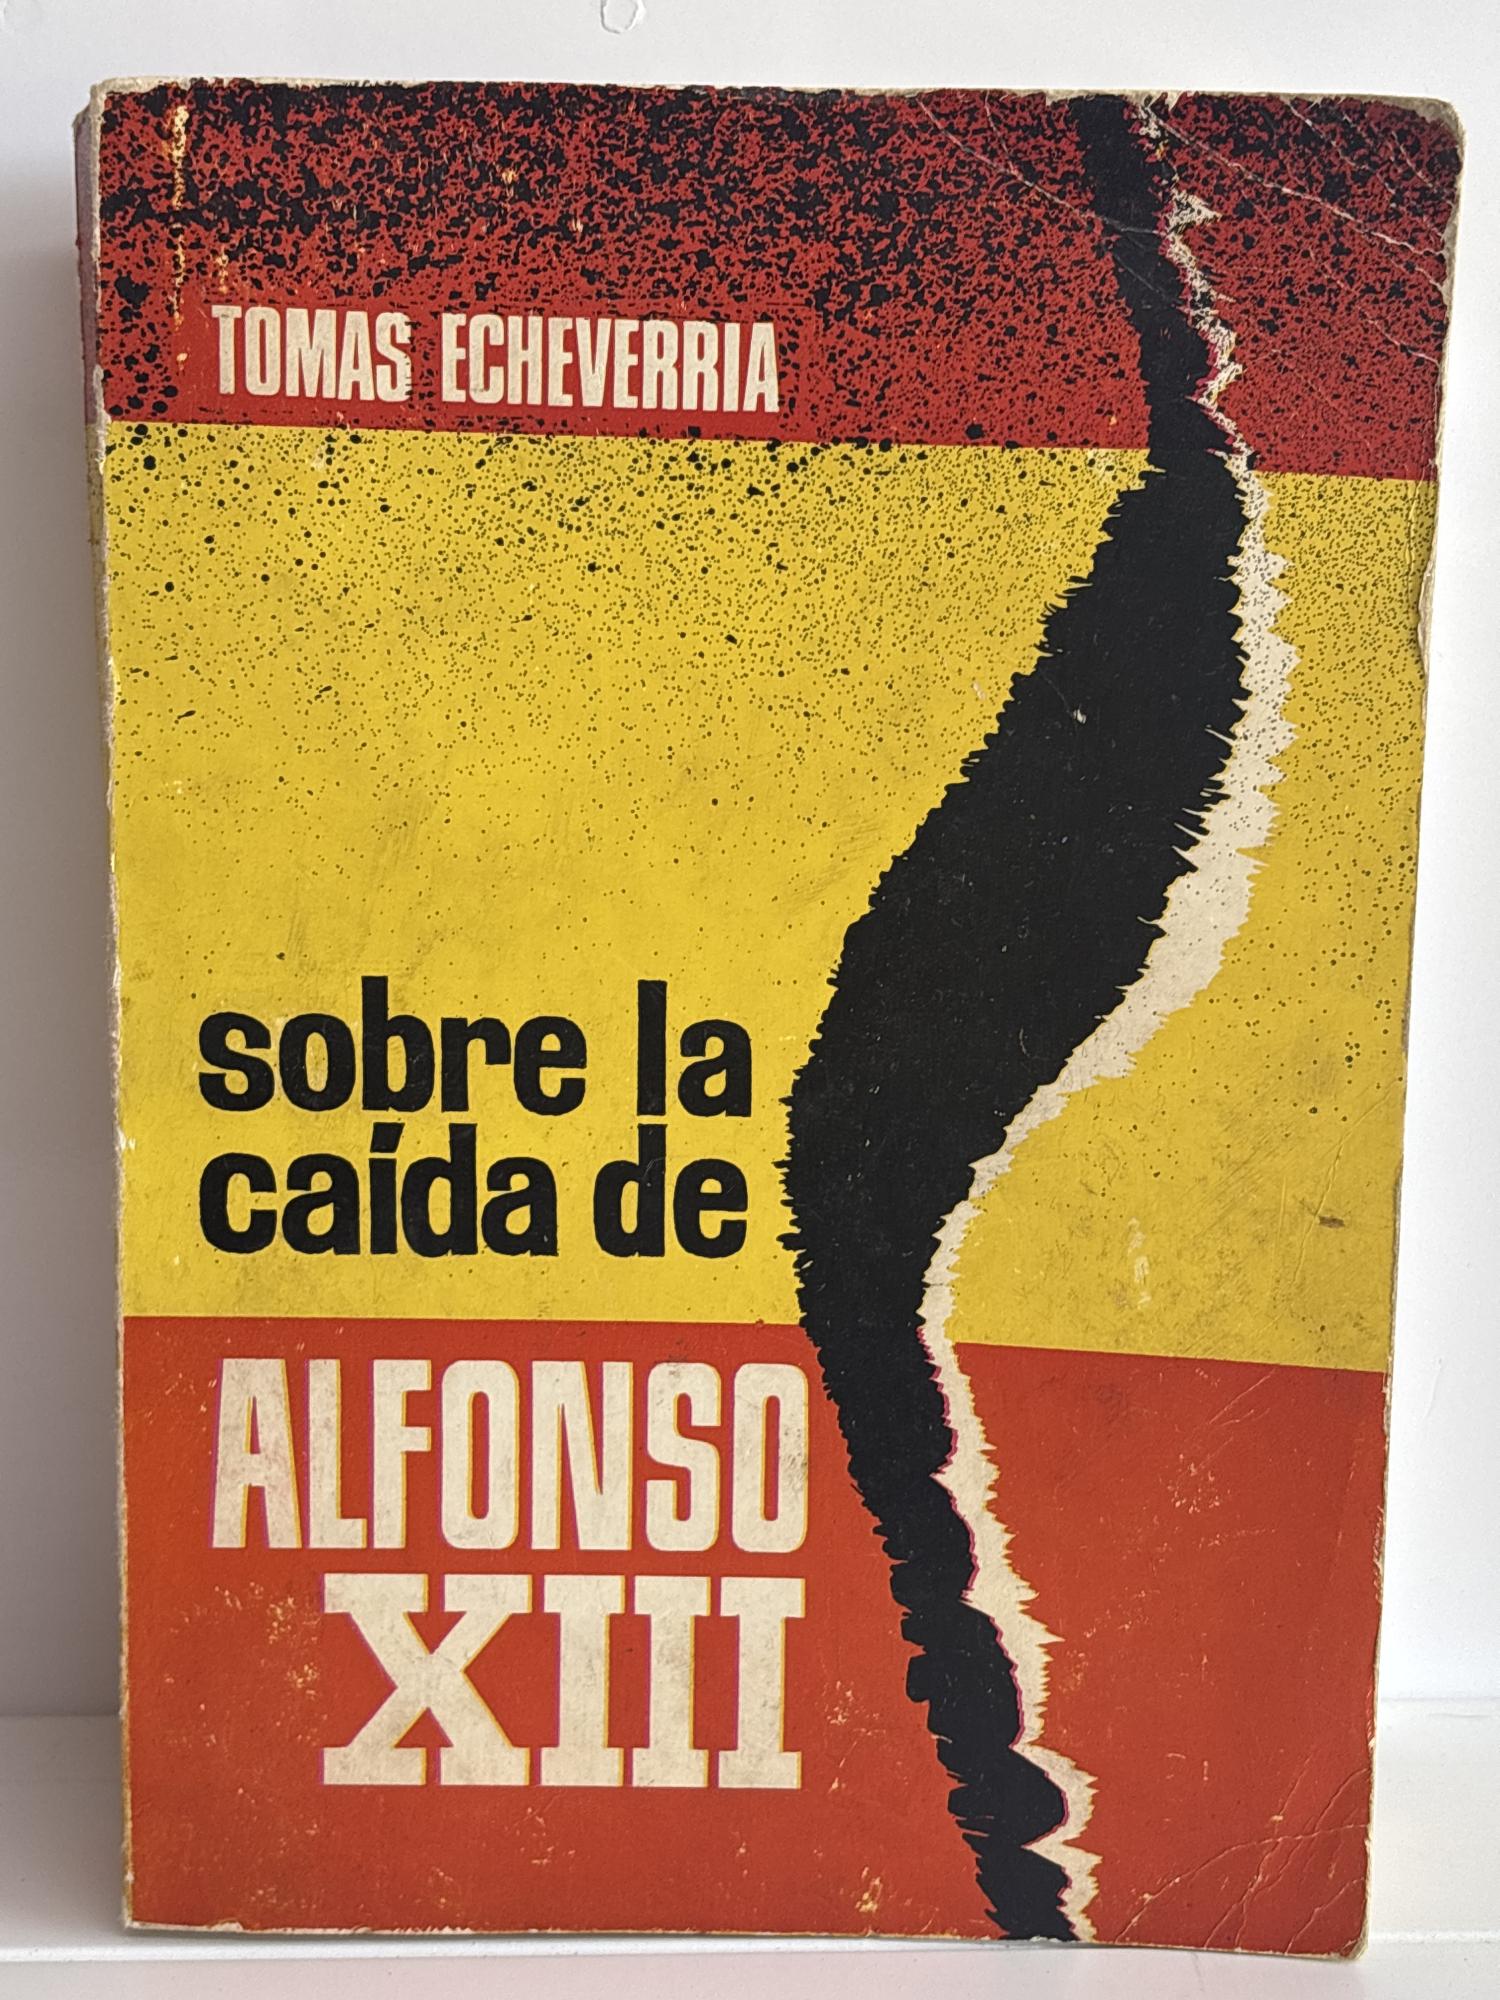 TOMAS ECHEVERRIA
sobre la
caída de
ALFONSO
XIII